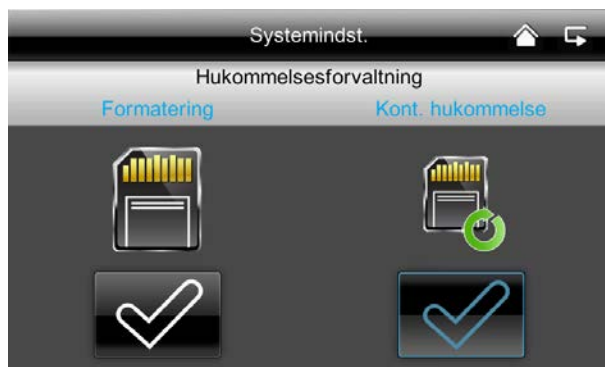 Systemindst.
Hukommelsesforvaltning
Formatering Kont. hukommelse